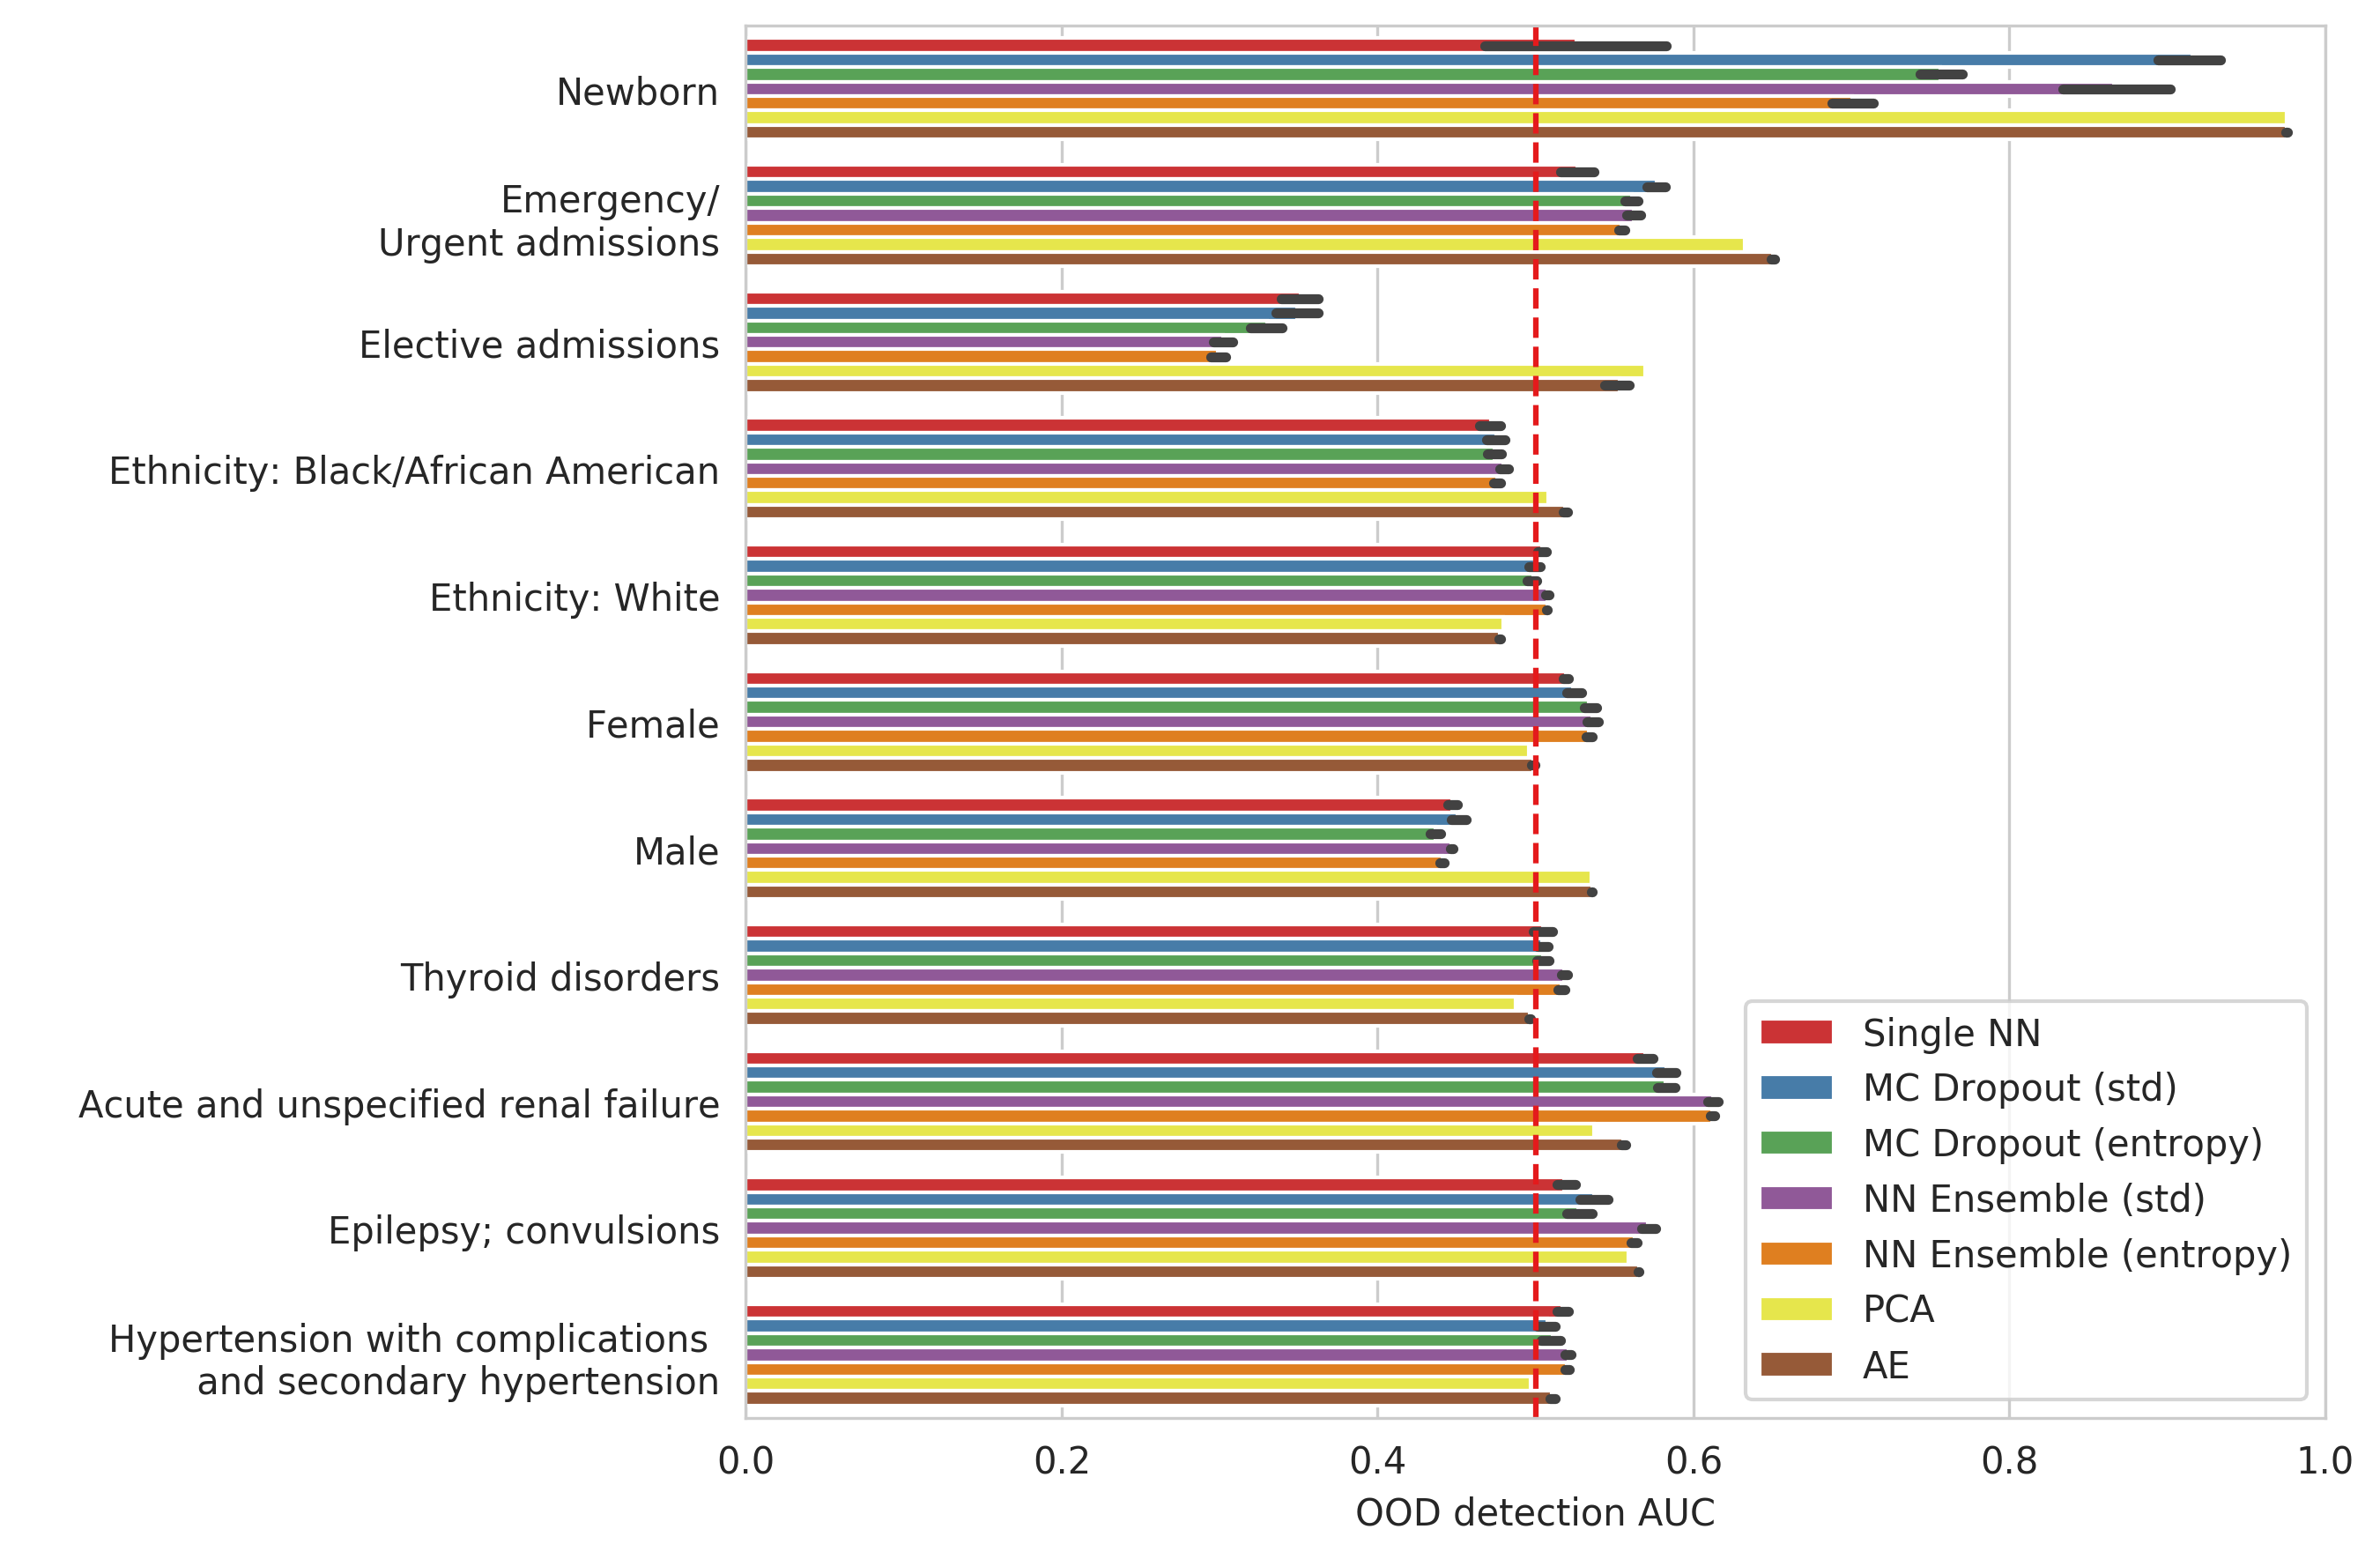 Newborn
Emergency/
Urgent admissions
Elective admissions
Ethnicity: Black/African American
Ethnicity: White
Female
Male
Thyroid disorders
Acute and unspecified renal failure
Epilepsy; convulsions
Hypertension with complications
and secondary hypertension
Single NN
MC Dropout (std)
MC Dropout (entropy)
NN Ensemble (std)
NN Ensemble (entropy)
PCA
AE
0.0 0.2 0.4 0.6 0.8 1.0
OOD detection AUC